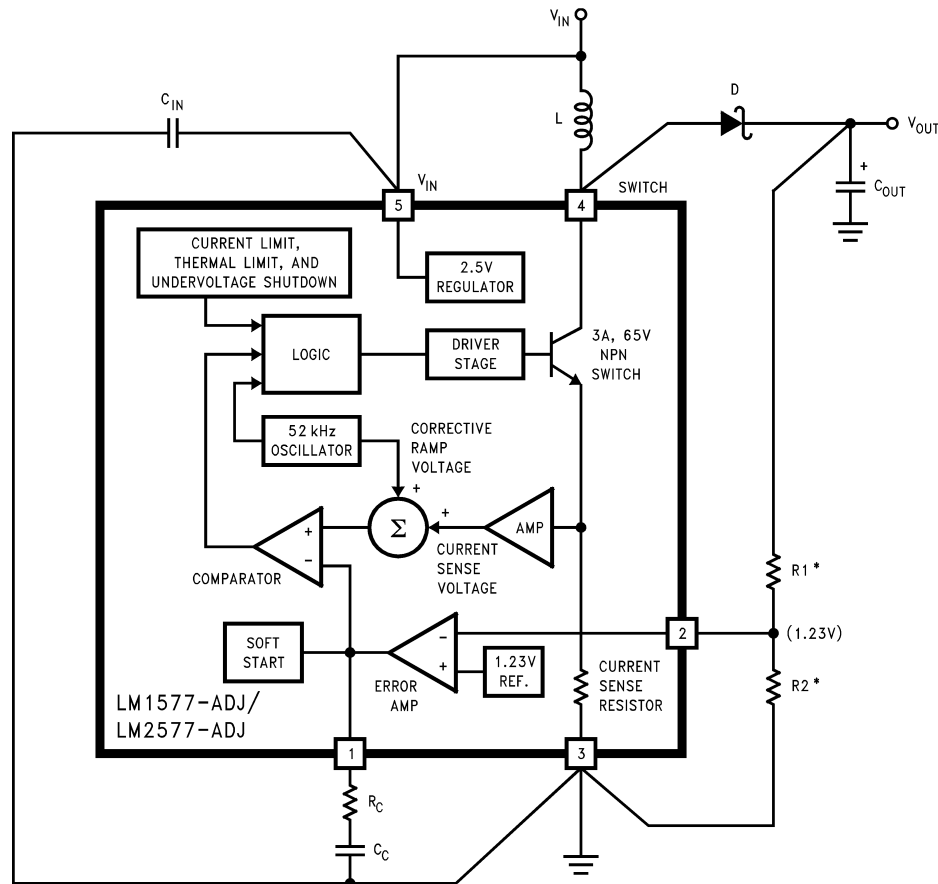 V_IN
C_IN
L
D
V_OUT
V_IN
SWITCH
+
C_OUT
5
4
CURRENT LIMIT,
THERMAL LIMIT, AND
UNDERVOLTAGE SHUTDOWN
2.5V
REGULATOR
LOGIC
DRIVER
STAGE
3A, 65V
NPN
SWITCH
52 kHz
OSCILLATOR
CORRECTIVE
RAMP
VOLTAGE
+
+
Σ
AMP
+
−
COMPARATOR
CURRENT
SENSE
VOLTAGE
R1*
2
(1.23V)
SOFT
START
−
+
ERROR
AMP
1.23V
REF.
CURRENT
SENSE
RESISTOR
R2*
LM1577-ADJ/
LM2577-ADJ
1
3
R_C
C_C